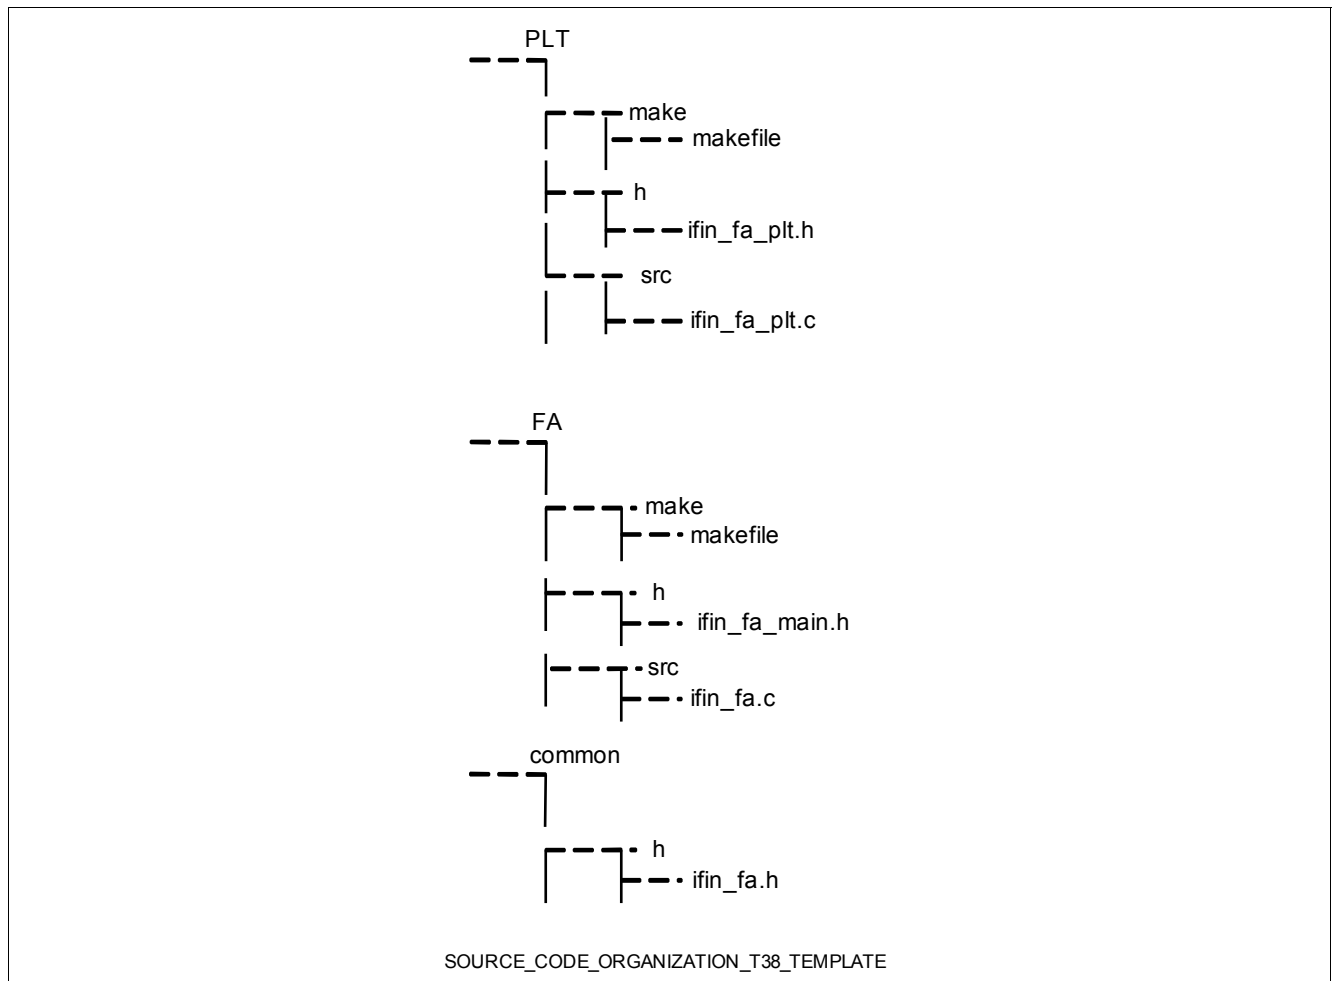 PLT
make
makefile
h
ifin_fa_plt.h
src
ifin_fa_plt.c
FA
make
makefile
h
ifin_fa_main.h
src
ifin_fa.c
common
h
ifin_fa.h
SOURCE_CODE_ORGANIZATION_T38_TEMPLATE